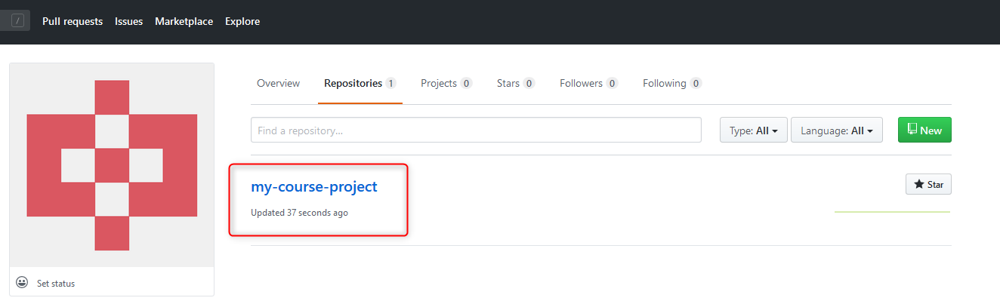 / Pull requests Issues Marketplace Explore
Overview Repositories 1 Projects 0 Stars 0 Followers 0 Following 0
Find a repository... Type: All Language: All New
my-course-project Star
Updated 37 seconds ago
Set status